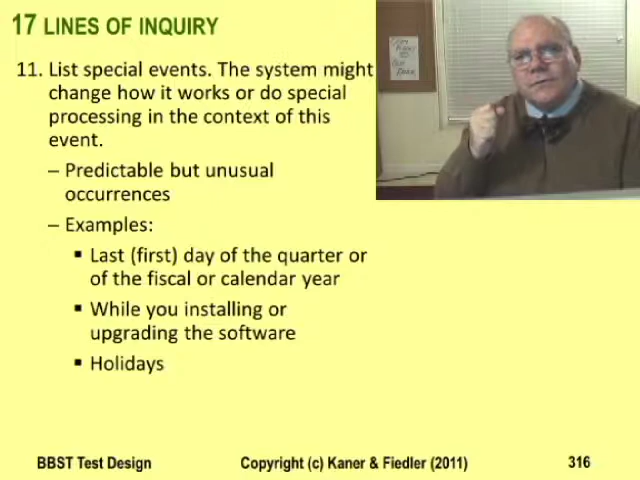 17 LINES OF INQUIRY
11. List special events. The system might
change how it works or do special
processing in the context of this
event.
– Predictable but unusual
occurrences
– Examples:
▪ Last (first) day of the quarter or
of the fiscal or calendar year
▪ While you installing or
upgrading the software
▪ Holidays
BBST Test Design
Copyright (c) Kaner & Fiedler (2011)
316